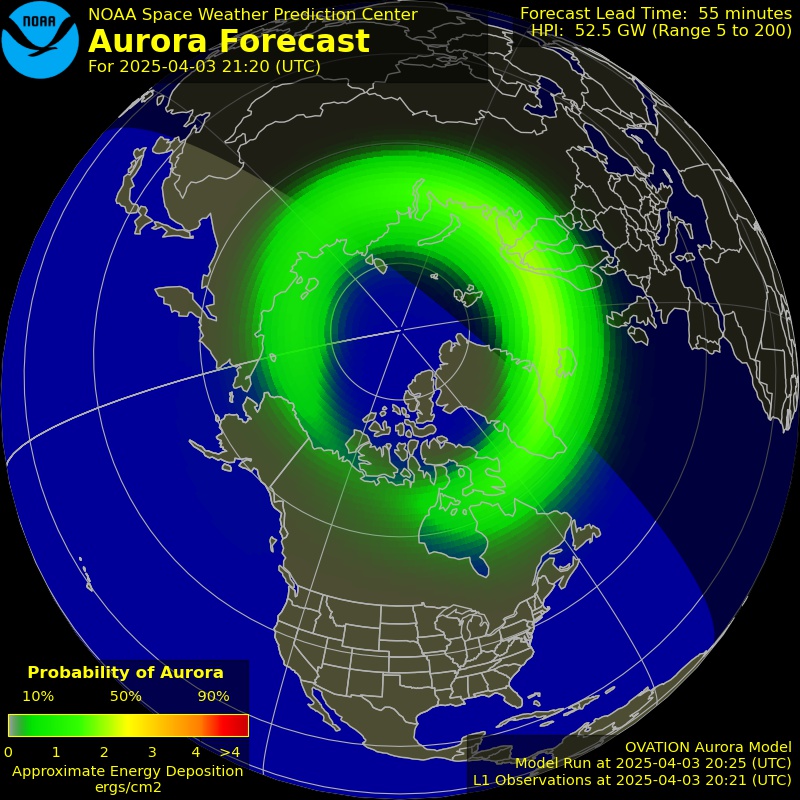 NOAA
NOAA Space Weather Prediction Center
Aurora Forecast
For 2025-04-03 21:20 (UTC)
Forecast Lead Time: 55 minutes
HPI: 52.5 GW (Range 5 to 200)
Probability of Aurora
10% 50% 90%
0 1 2 3 4 >4
Approximate Energy Deposition
ergs/cm2
OVATION Aurora Model
Model Run at 2025-04-03 20:25 (UTC)
L1 Observations at 2025-04-03 20:21 (UTC)